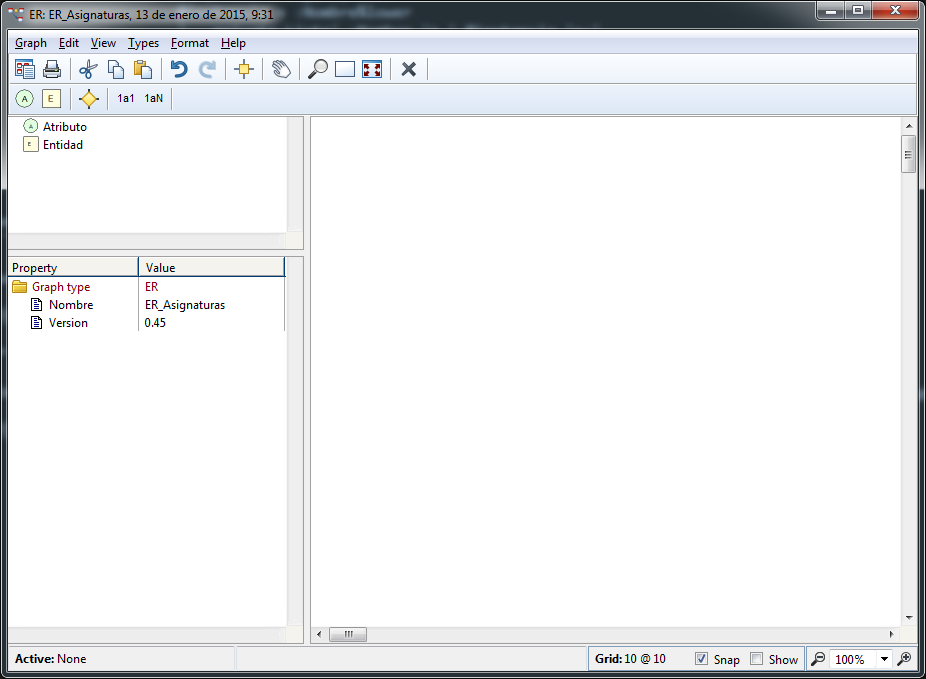 ER: ER_Asignaturas, 13 de enero de 2015, 9:31
Graph Edit View Types Format Help
A E 1a1 1aN
A Atributo
E Entidad
Property Value
Graph type ER
Nombre ER_Asignaturas
Version 0.45
Active: None Grid: 10 @ 10 Snap Show 100%